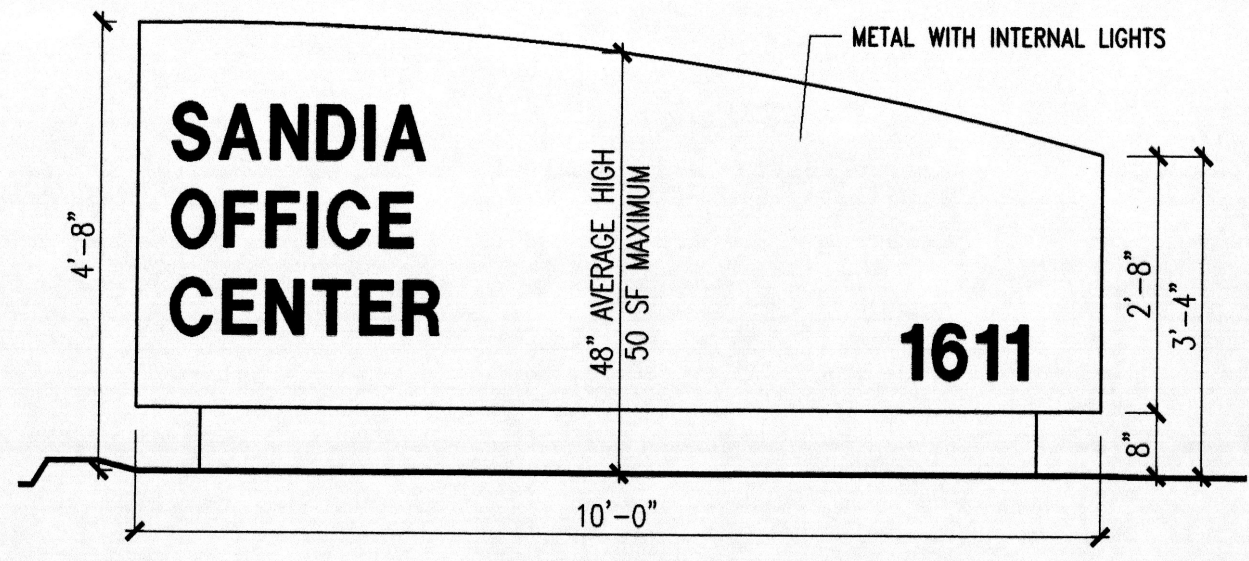 METAL WITH INTERNAL LIGHTS
SANDIA
OFFICE
CENTER
1611
4'-8"
48" AVERAGE HIGH
50 SF MAXIMUM
2'-8"
3'-4"
8"
10'-0"